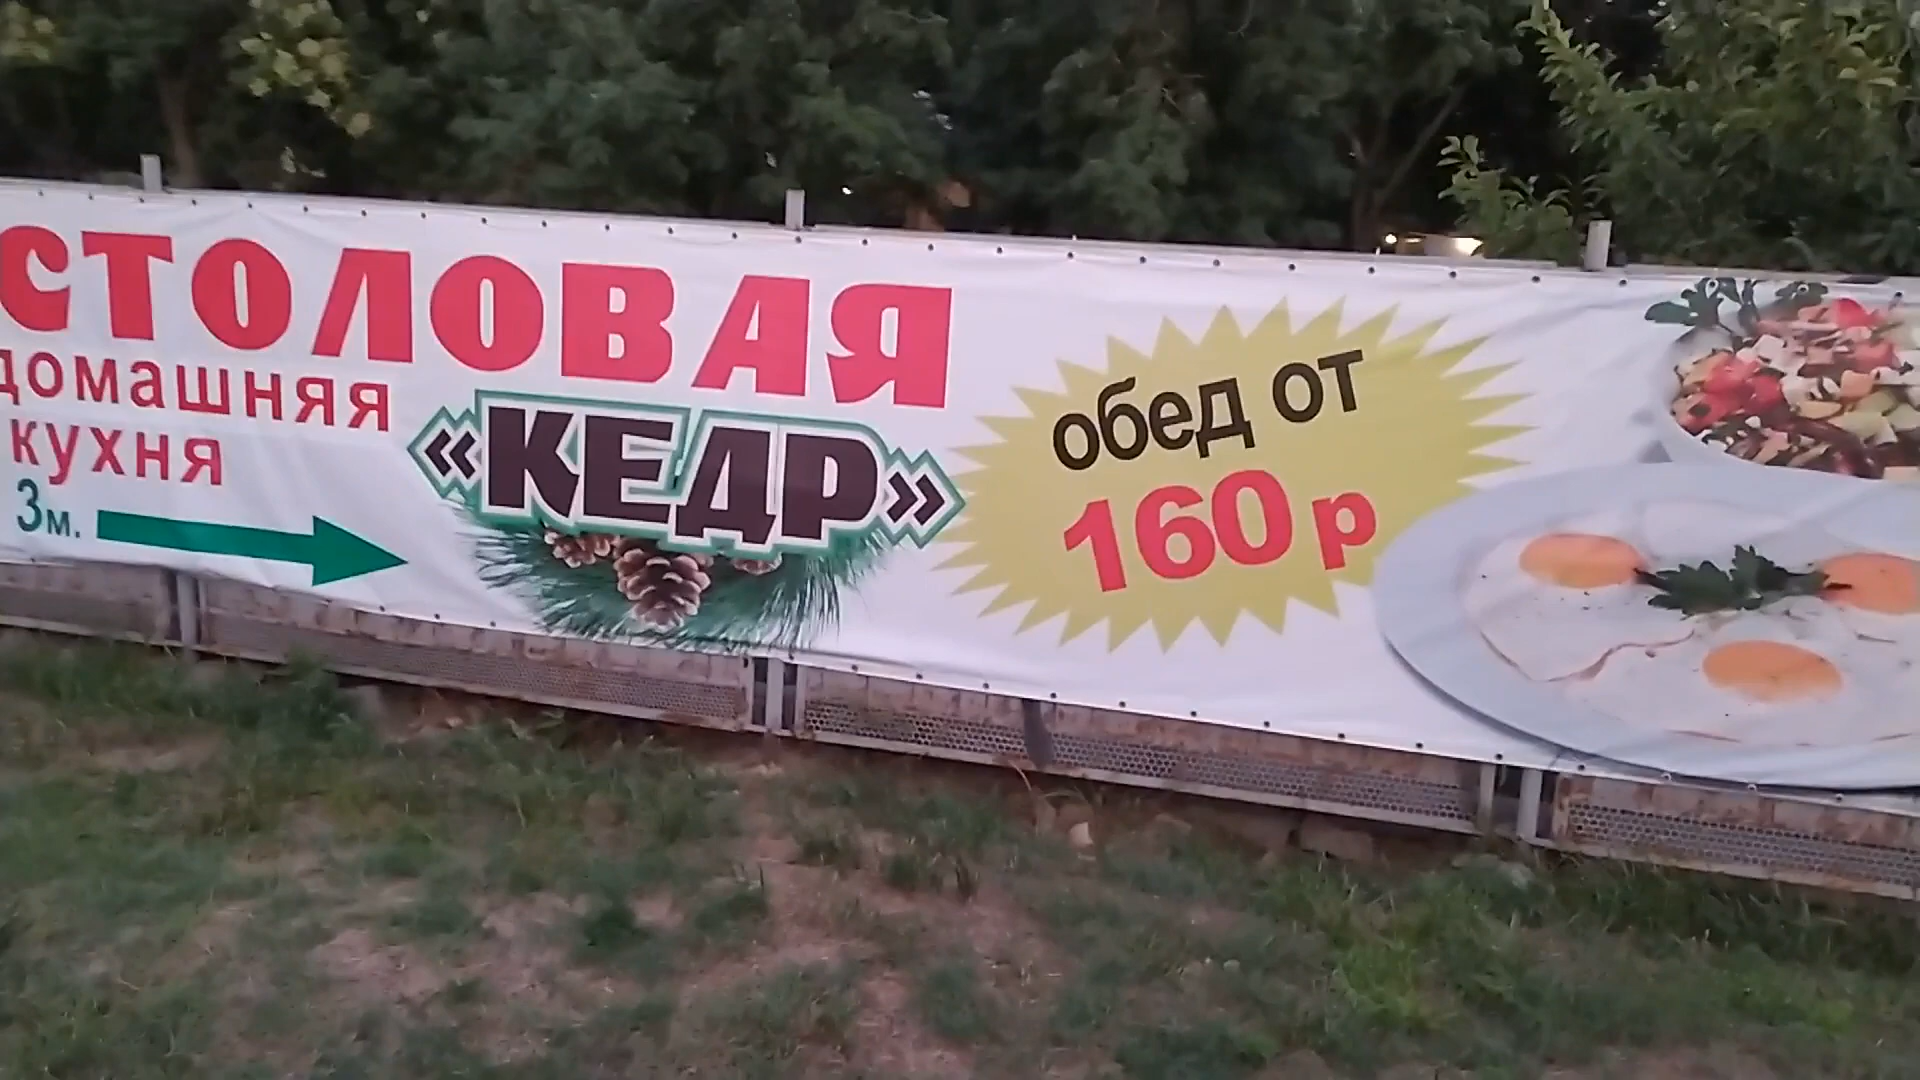 СТОЛОВАЯ
домашняя
кухня
«КЕДР»
3м.
обед от
160 р